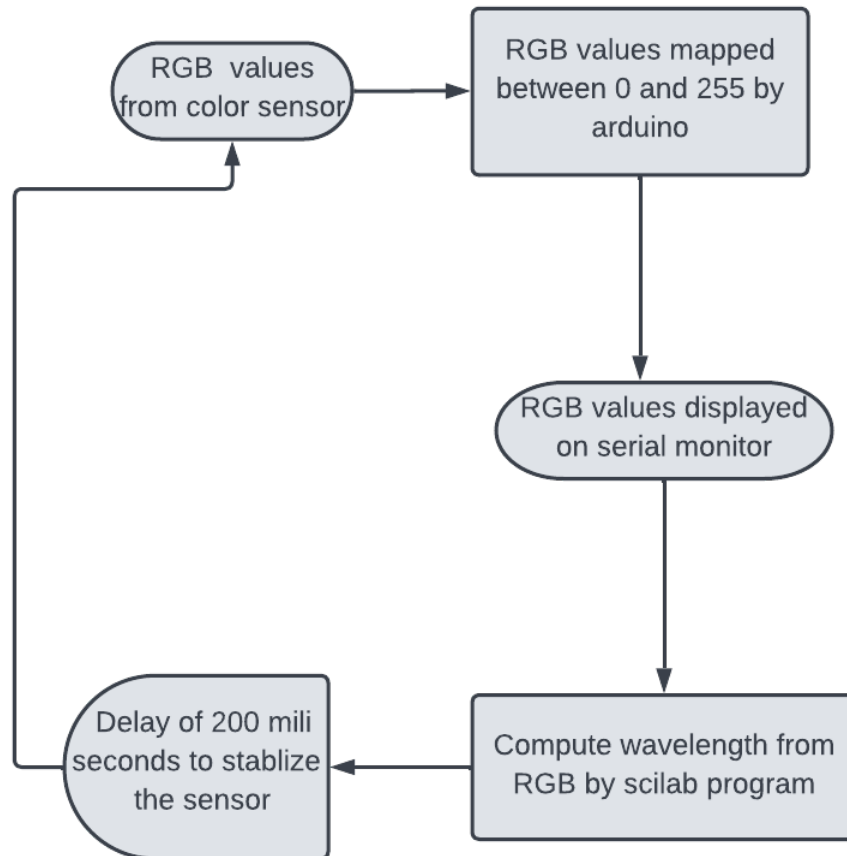 RGB values
from color sensor
RGB values mapped
between 0 and 255 by
arduino
RGB values displayed
on serial monitor
Compute wavelength from
RGB by scilab program
Delay of 200 mili
seconds to stablize
the sensor